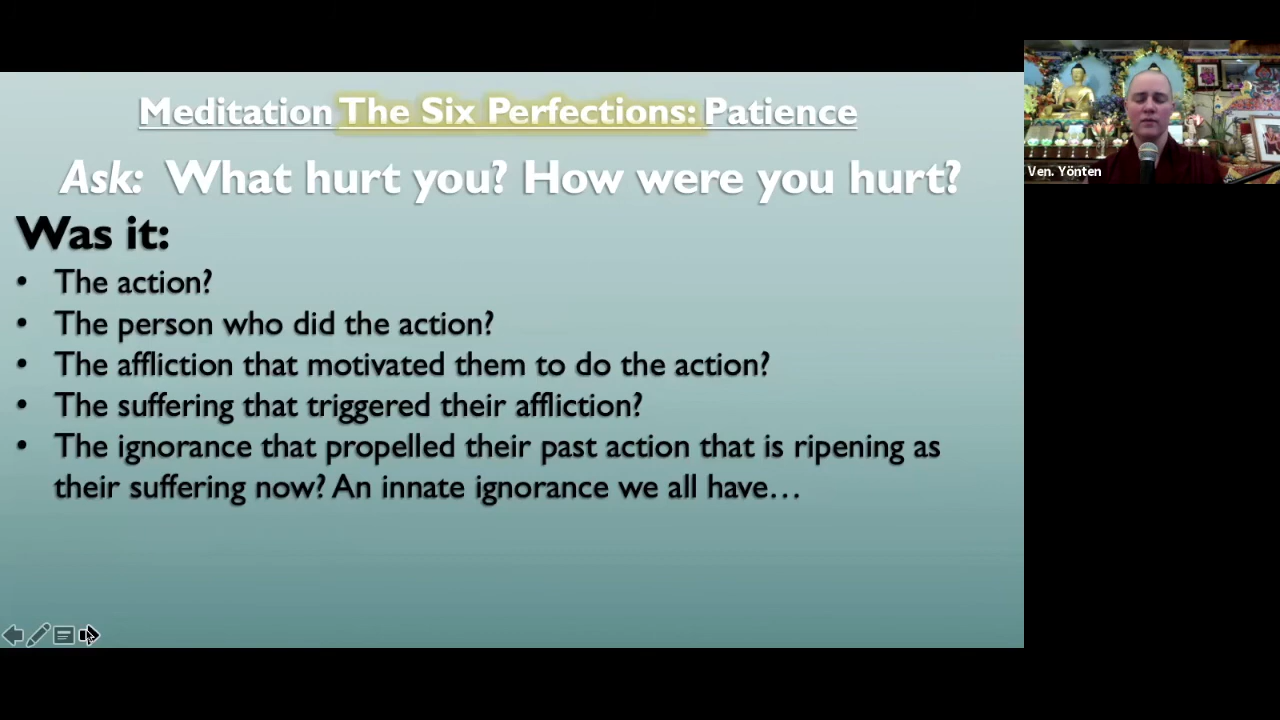 Meditation The Six Perfections: Patience
Ask: What hurt you? How were you hurt?
Was it:
• The action?
• The person who did the action?
• The affliction that motivated them to do the action?
• The suffering that triggered their affliction?
• The ignorance that propelled their past action that is ripening as
their suffering now? An innate ignorance we all have…
Ven. Yönten